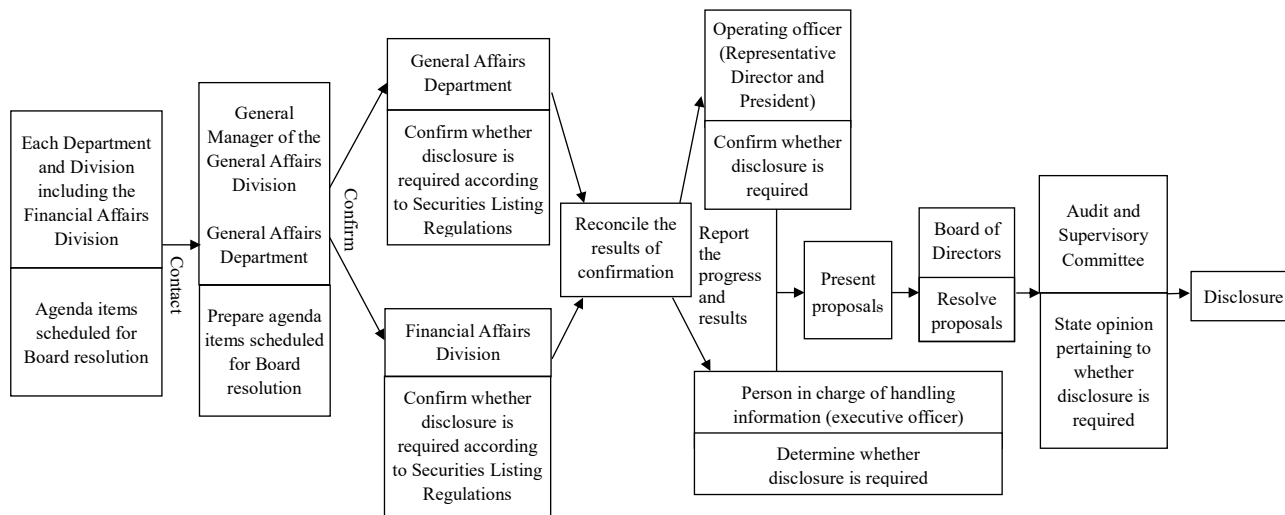 Each Department
and Division
including the
Financial Affairs
Division
Agenda items
scheduled for
Board resolution
Contact
General
Manager of the
General Affairs
Division
General Affairs
Department
Prepare agenda
items scheduled
for Board
resolution
Confirm
General Affairs
Department
Confirm whether
disclosure is
required according
to Securities Listing
Regulations
Financial Affairs
Division
Confirm whether
disclosure is
required according
to Securities Listing
Regulations
Reconcile the
results of
confirmation
Report
the
progress
and
results
Operating officer
(Representative
Director and
President)
Confirm whether
disclosure is
required
Person in charge of handling
information (executive officer)
Determine whether
disclosure is required
Present
proposals
Board of
Directors
Resolve
proposals
Audit and
Supervisory
Committee
State opinion
pertaining to
whether
disclosure is
required
Disclosure